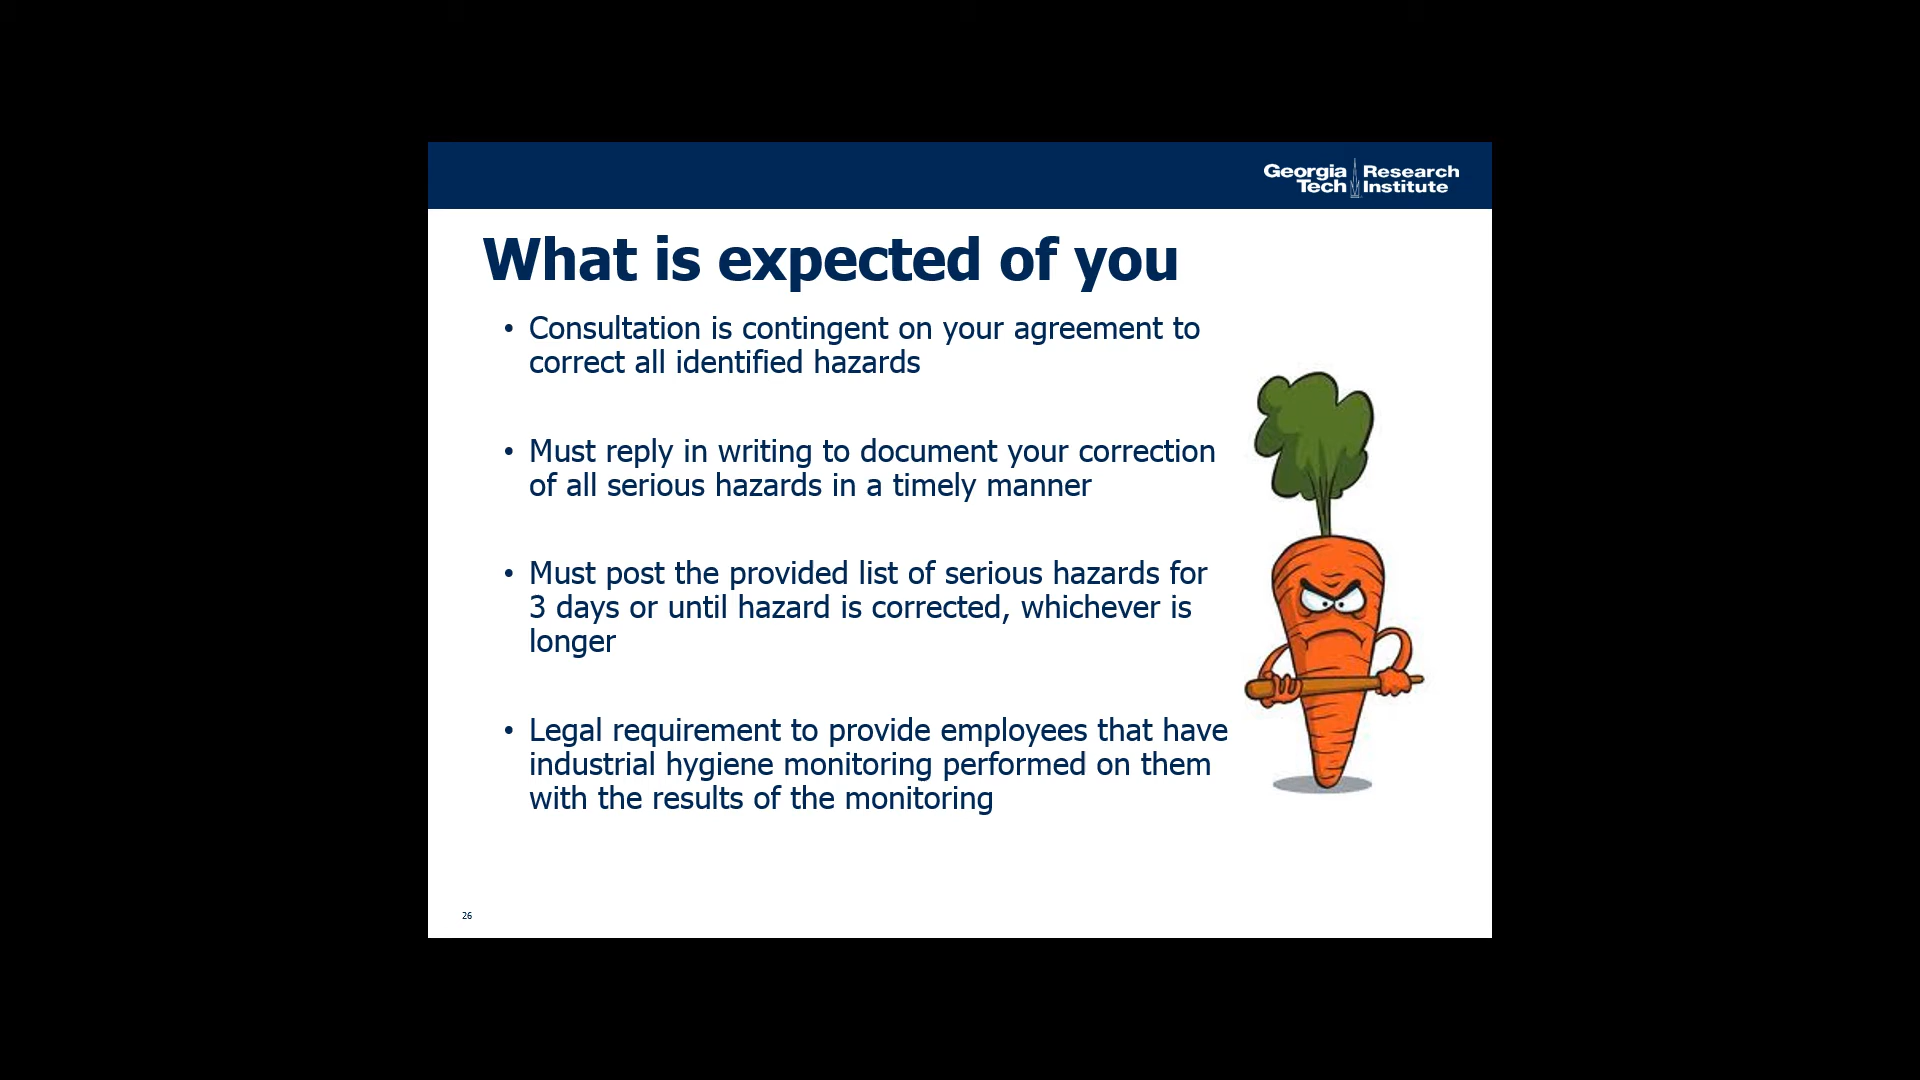 Georgia Tech Research Institute
What is expected of you
• Consultation is contingent on your agreement to
correct all identified hazards
• Must reply in writing to document your correction
of all serious hazards in a timely manner
• Must post the provided list of serious hazards for
3 days or until hazard is corrected, whichever is
longer
• Legal requirement to provide employees that have
industrial hygiene monitoring performed on them
with the results of the monitoring
26